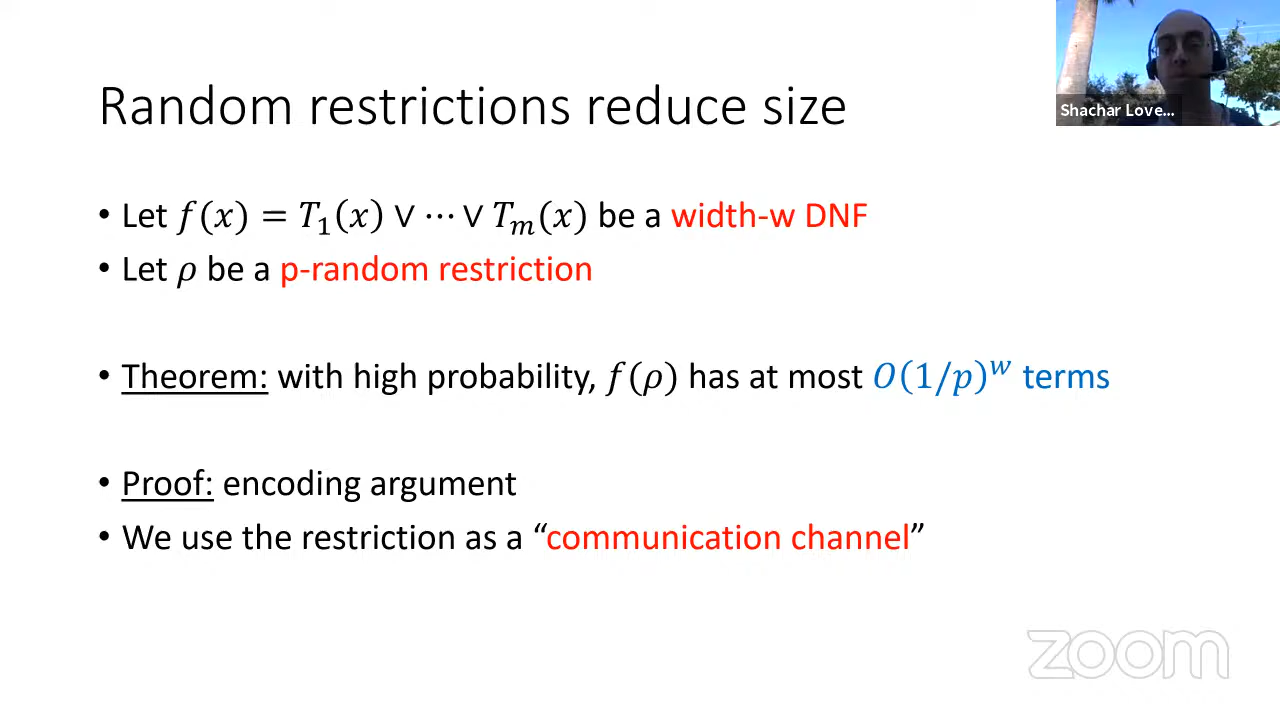 Random restrictions reduce size
Shachar Love...
• Let f(x) = T₁(x) ∨ ⋯ ∨ Tₘ(x) be a width-w DNF
• Let ρ be a p-random restriction
• Theorem: with high probability, f(ρ) has at most O(1/p)ʷ terms
• Proof: encoding argument
• We use the restriction as a “communication channel”
zoom